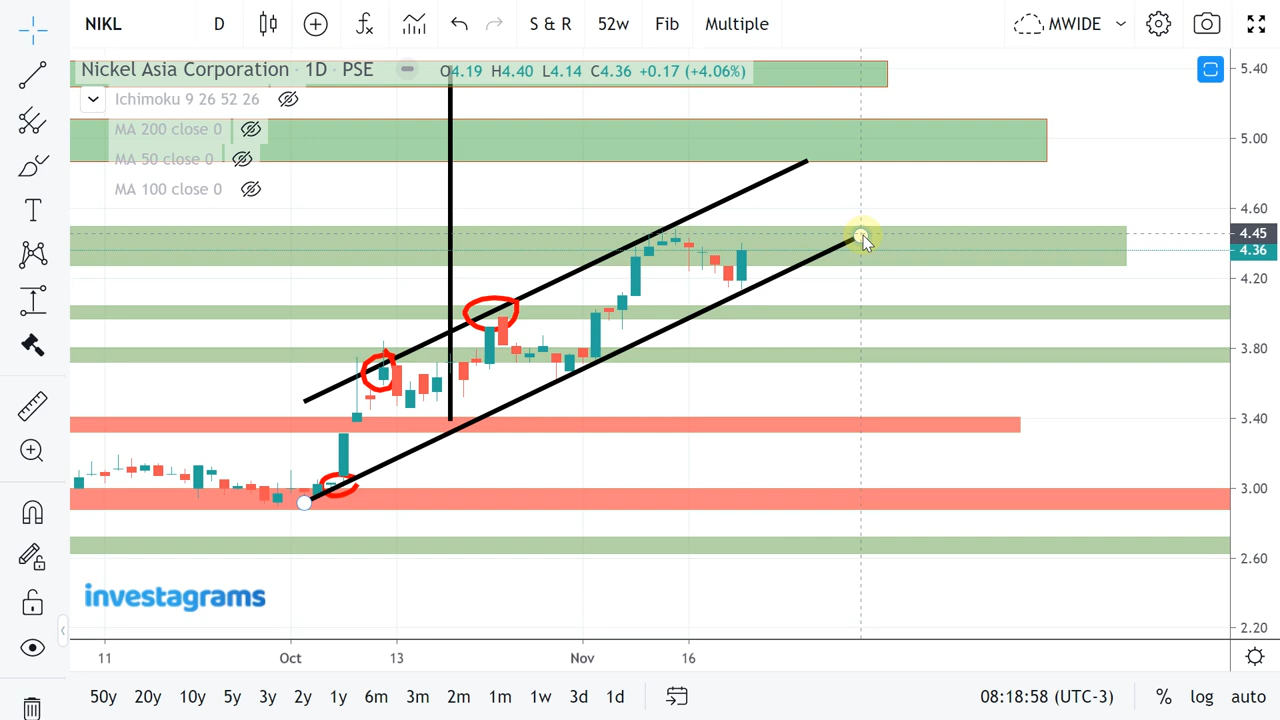 NIKL D S & R 52w Fib Multiple MWIDE
Nickel Asia Corporation · 1D · PSE O4.19 H4.40 L4.14 C4.36 +0.17 (+4.06%)
Ichimoku 9 26 52 26
MA 200 close 0
MA 50 close 0
MA 100 close 0
5.40
5.00
4.60
4.45
4.36
4.20
3.80
3.40
3.00
2.60
2.20
investagrams
11 Oct 13 Nov 16
50y 20y 10y 5y 3y 2y 1y 6m 3m 2m 1m 1w 3d 1d 08:18:58 (UTC-3) % log auto